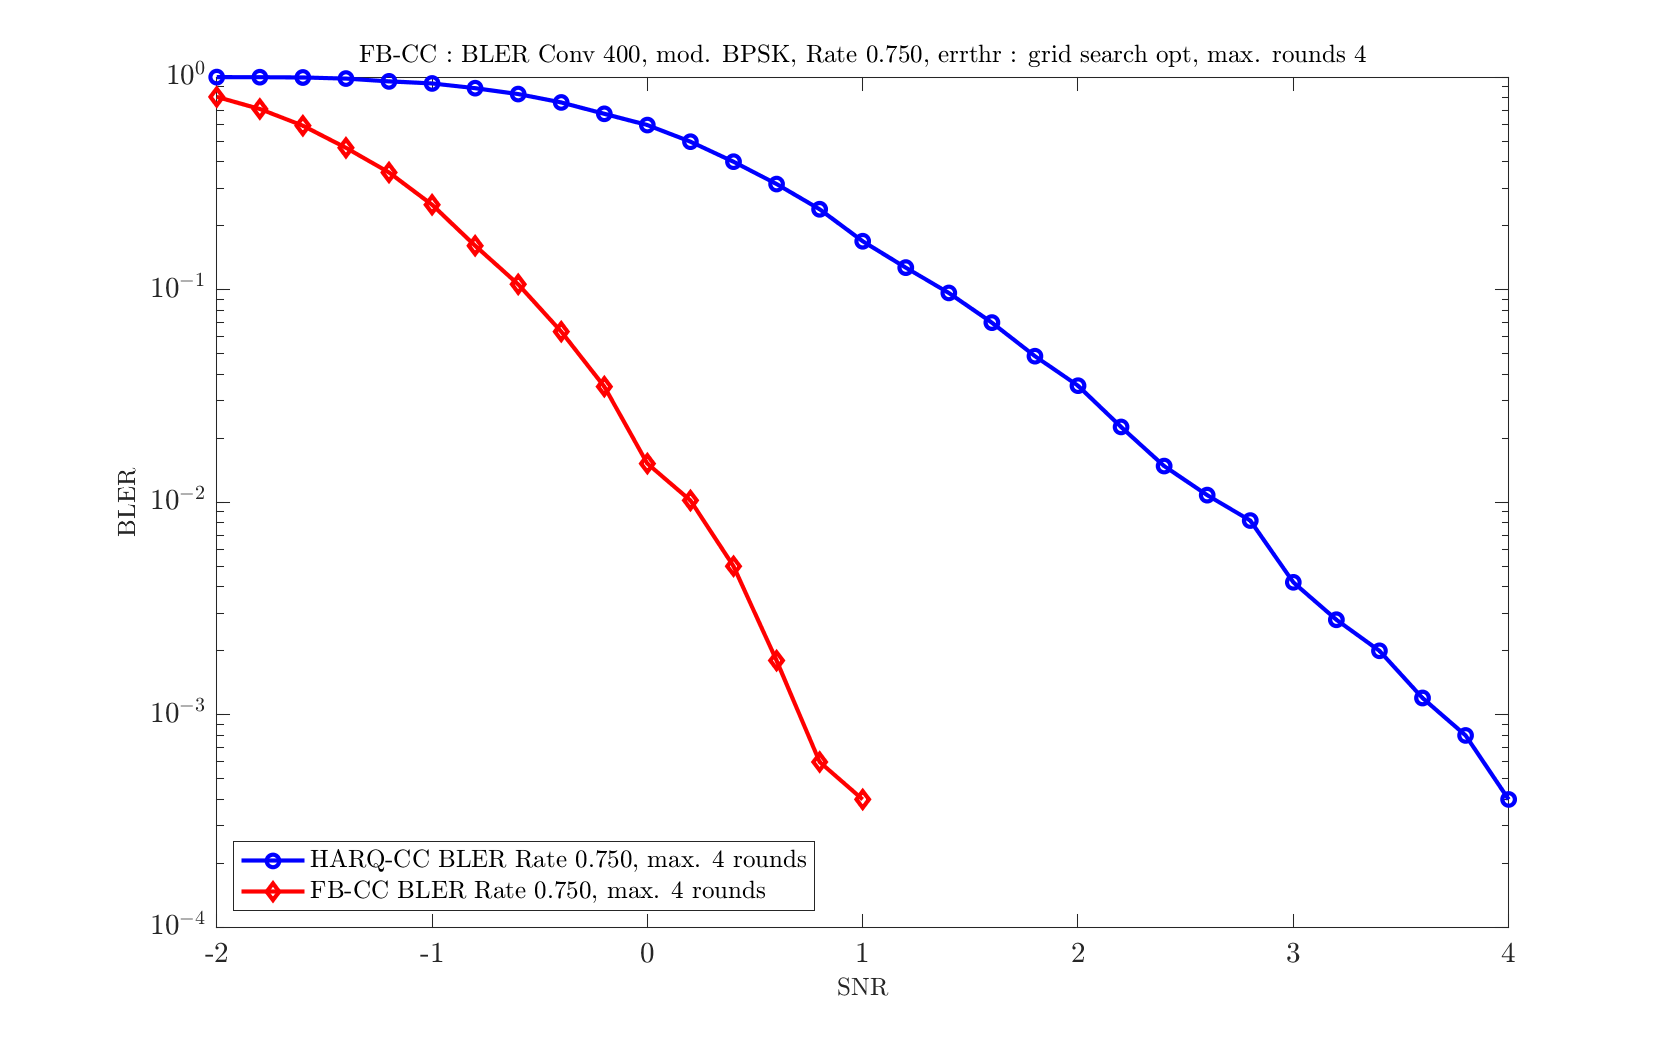 FB-CC : BLER Conv 400, mod. BPSK, Rate 0.750, errthr : grid search opt, max. rounds 4
10^0
10^-1
10^-2
10^-3
10^-4
BLER
HARQ-CC BLER Rate 0.750, max. 4 rounds
FB-CC BLER Rate 0.750, max. 4 rounds
-2 -1 0 1 2 3 4
SNR